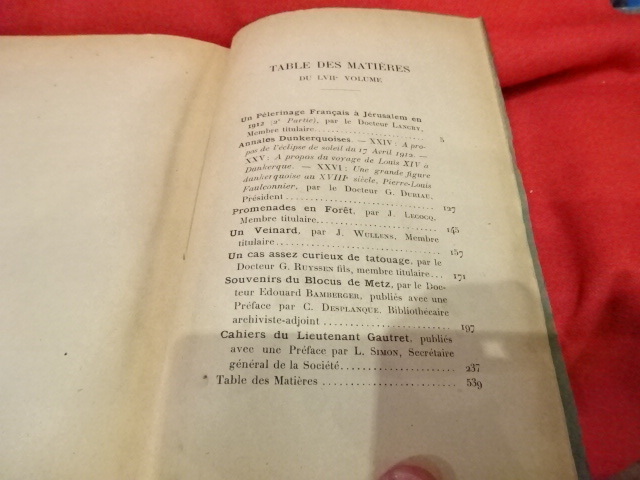 TABLE DES MATIÈRES
DU LVIIe VOLUME
Un Pèlerinage Français à Jérusalem en
1912 (2e Partie), par le Docteur LANCRY,
Membre titulaire.................... 5
Annales Dunkerquoises. — XXIV : A pro-
pos de l'éclipse de soleil du 17 Avril 1912. —
XXV : A propos du voyage de Louis XIV à
Dunkerque. — XXVI : Une grande figure
dunkerquoise au XVIIIe siècle, Pierre-Louis
Faulconnier, par le Docteur G. DURIAU,
Président.................... 127
Promenades en Forêt, par J. LECOCQ,
Membre titulaire.................... 145
Un Veinard, par J. WULLENS, Membre
titulaire.................... 157
Un cas assez curieux de tatouage, par le
Docteur G. RUYSSEN fils, membre titulaire... 171
Souvenirs du Blocus de Metz, par le Doc-
teur Edouard BAMBERGER, publiés avec une
Préface par C. DESPLANQUE, Bibliothécaire
archiviste-adjoint.................... 197
Cahiers du Lieutenant Gautret, publiés
avec une Préface par L. SIMON, Secrétaire
général de la Société.................... 237
Table des Matières.................... 539